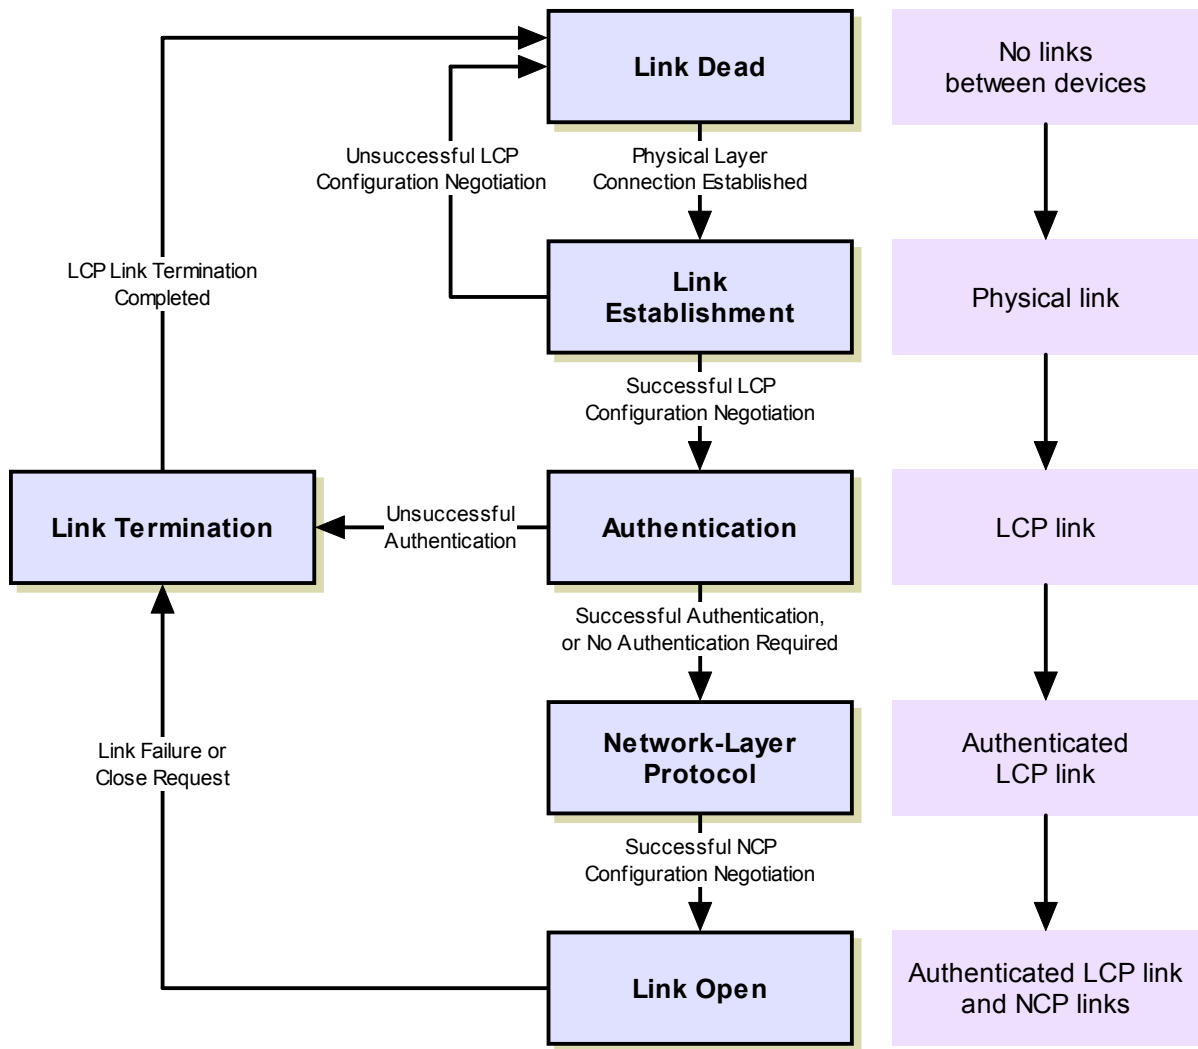 Link Dead
No links
between devices
Unsuccessful LCP
Configuration Negotiation
Physical Layer
Connection Established
LCP Link Termination
Completed
Link
Establishment
Physical link
Successful LCP
Configuration Negotiation
Link Termination
Unsuccessful
Authentication
Authentication
LCP link
Successful Authentication,
or No Authentication Required
Link Failure or
Close Request
Network-Layer
Protocol
Authenticated
LCP link
Successful NCP
Configuration Negotiation
Link Open
Authenticated LCP link
and NCP links